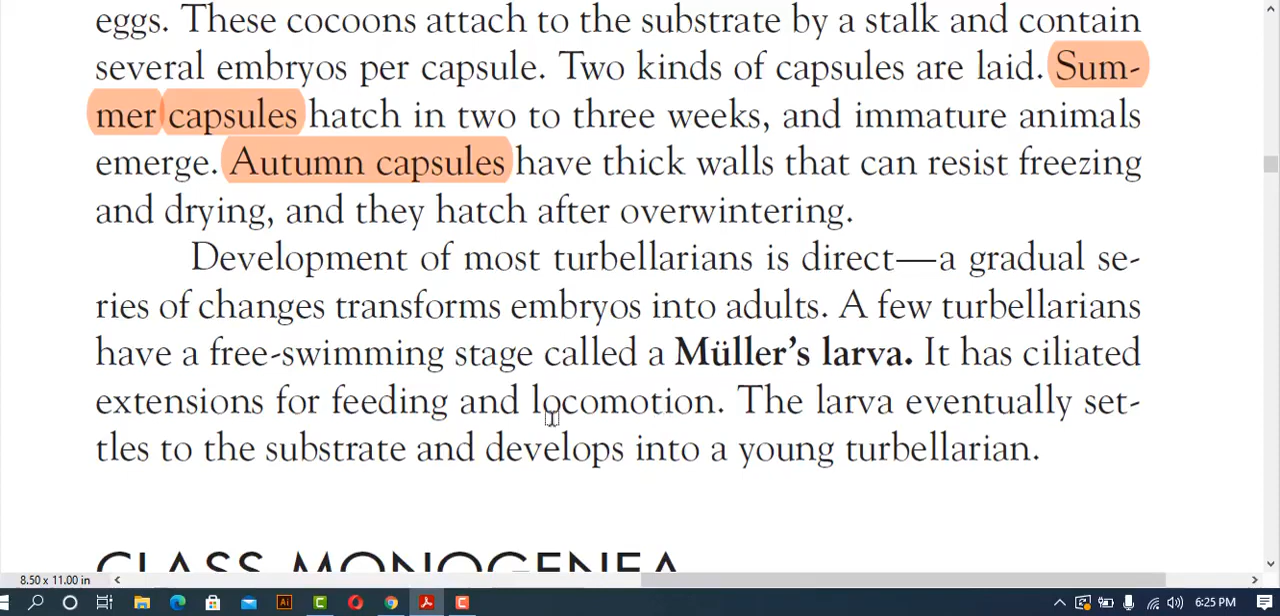 eggs. These cocoons attach to the substrate by a stalk and contain
several embryos per capsule. Two kinds of capsules are laid. Sum-
mer capsules hatch in two to three weeks, and immature animals
emerge. Autumn capsules have thick walls that can resist freezing
and drying, and they hatch after overwintering.
Development of most turbellarians is direct—a gradual se-
ries of changes transforms embryos into adults. A few turbellarians
have a free-swimming stage called a Müller's larva. It has ciliated
extensions for feeding and locomotion. The larva eventually set-
tles to the substrate and develops into a young turbellarian.
CLASS MONOGENEA
8.50 x 11.00 in
6:25 PM